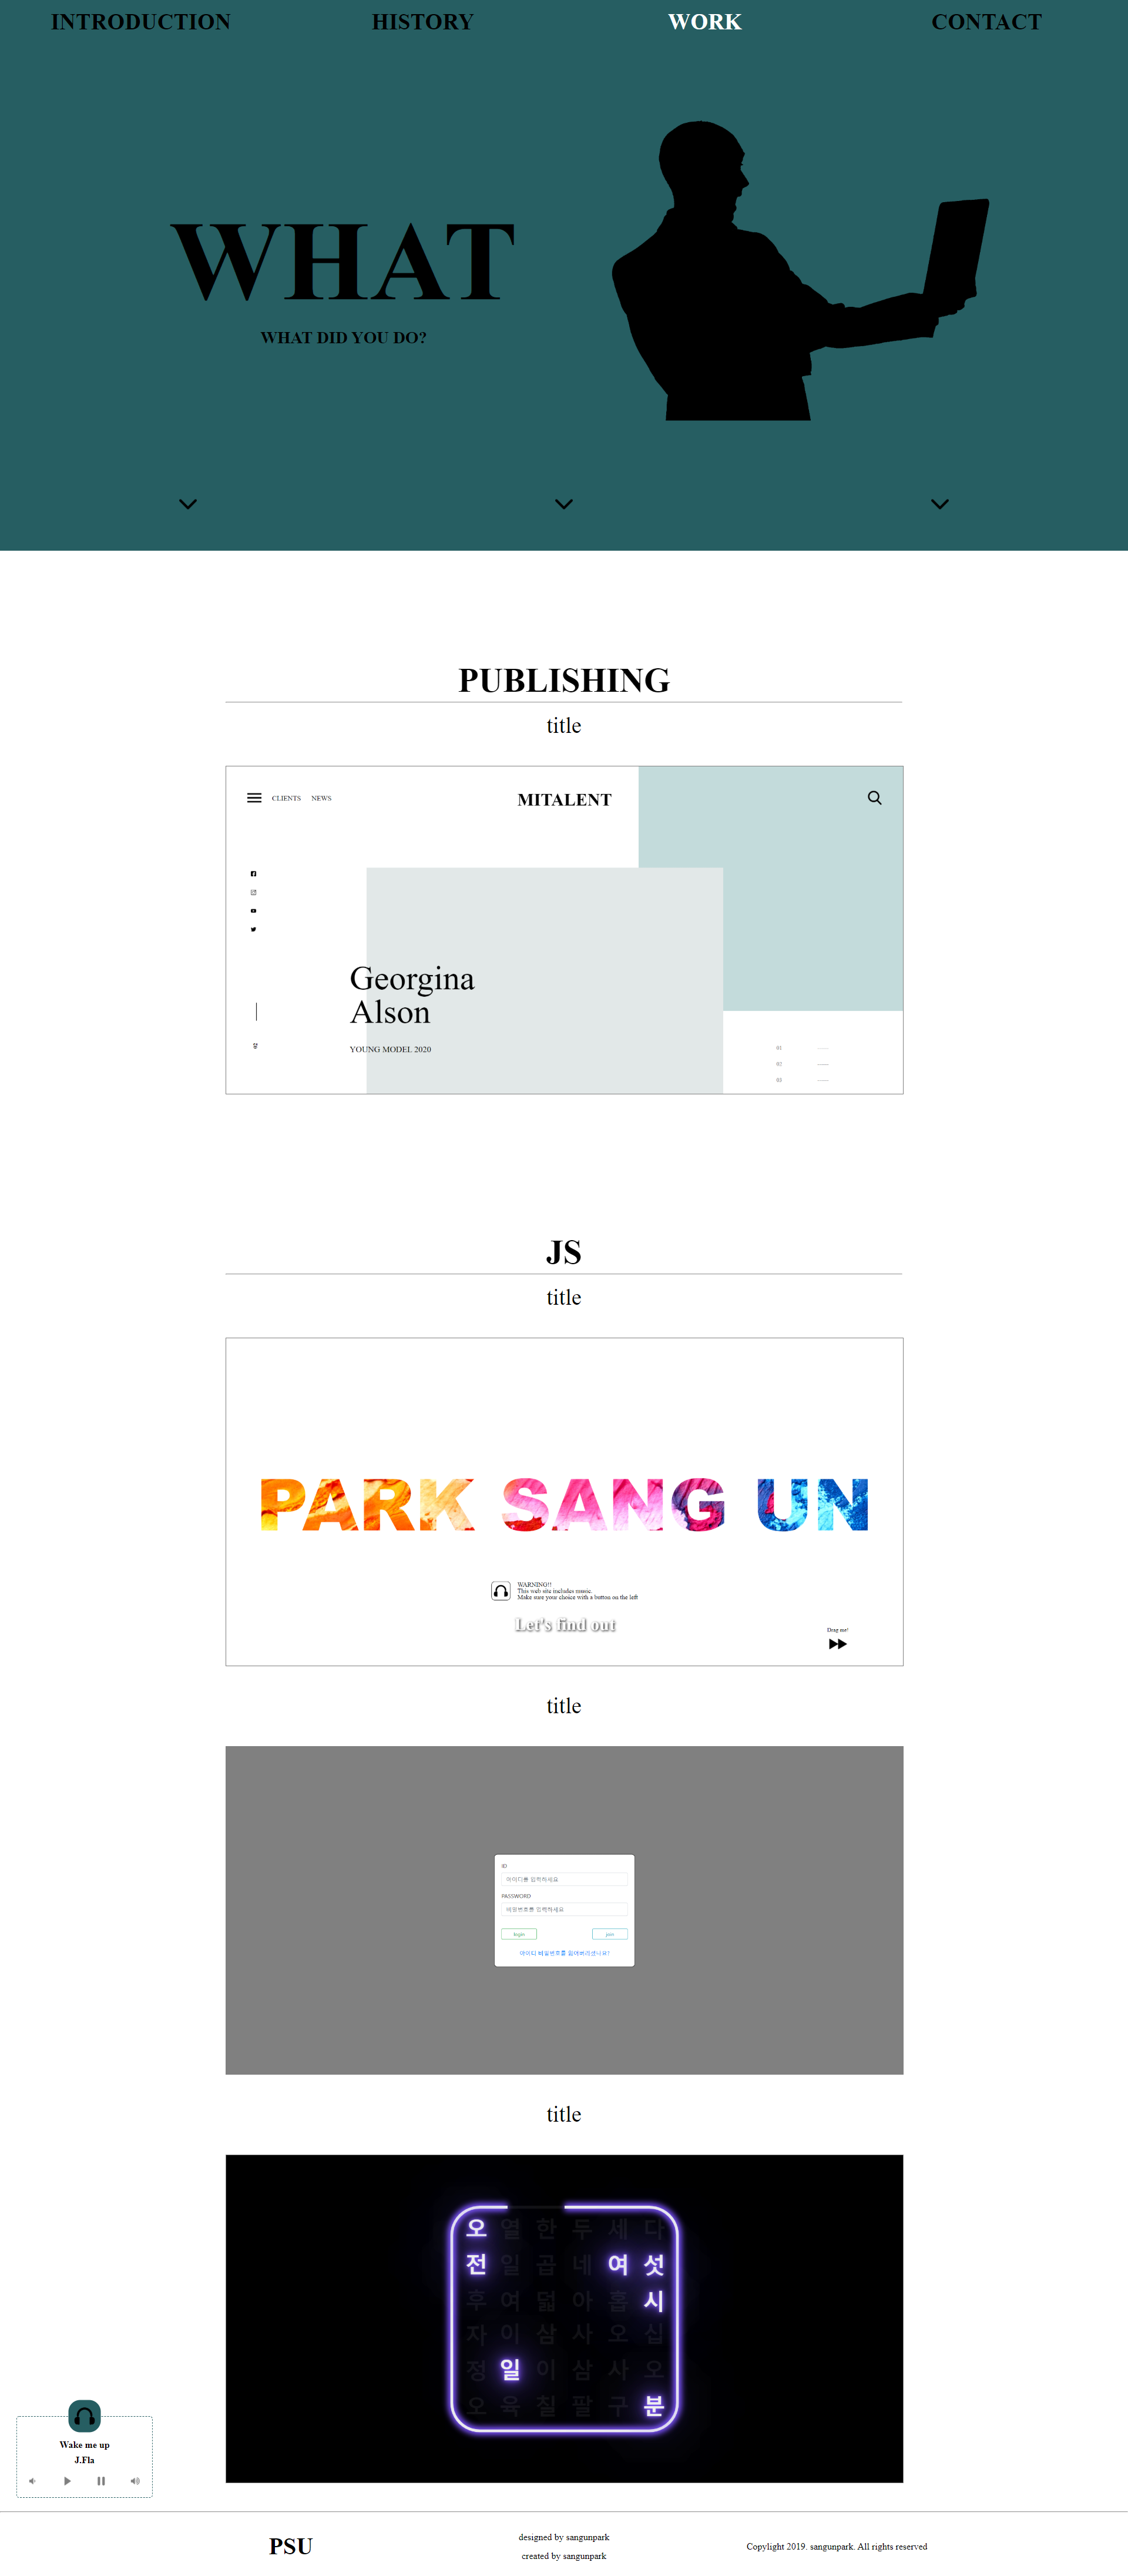 INTRODUCTION HISTORY WORK CONTACT
WHAT
WHAT DID YOU DO?
PUBLISHING
title
CLIENTS NEWS MITALENT
Georgina
Alson
YOUNG MODEL 2020
01
02
03
JS
title
PARK SANG UN
WARNING!!
This web site includes music.
Make sure your choice with a button on the left
Let's find out
Drag me!
title
ID
아이디를 입력하세요
PASSWORD
비밀번호를 입력하세요
login join
아이디 비밀번호를 잊어버리셨나요?
title
오 열 한 두 세 다
전 일 곱 네 여 섯
후 여 덟 아 홉 시
자 이 삼 사 오 십
정 일 이 삼 사 오
오 육 칠 팔 구 분
Wake me up
J.Fla
PSU
designed by sangunpark
created by sangunpark
Copylight 2019. sangunpark. All rights reserved